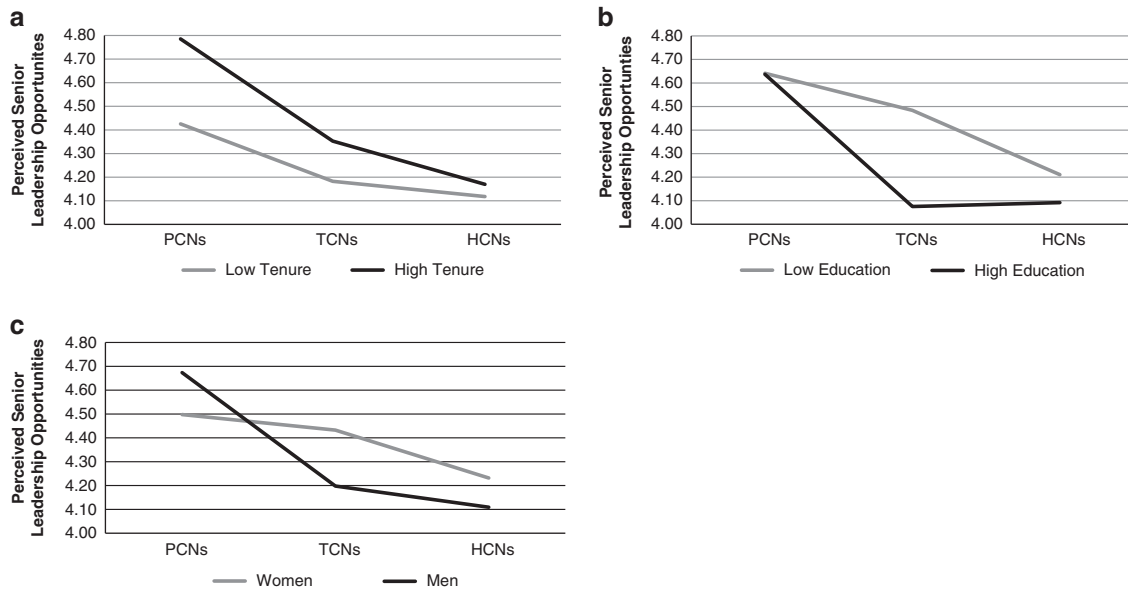 a
Perceived Senior
Leadership Opportunites
4.80
4.70
4.60
4.50
4.40
4.30
4.20
4.10
4.00
PCNs TCNs HCNs
Low Tenure High Tenure
b
Perceived Senior
Leadership Opportunties
4.80
4.70
4.60
4.50
4.40
4.30
4.20
4.10
4.00
PCNs TCNs HCNs
Low Education High Education
c
Perceived Senior
Leadership Opportunities
4.80
4.70
4.60
4.50
4.40
4.30
4.20
4.10
4.00
PCNs TCNs HCNs
Women Men